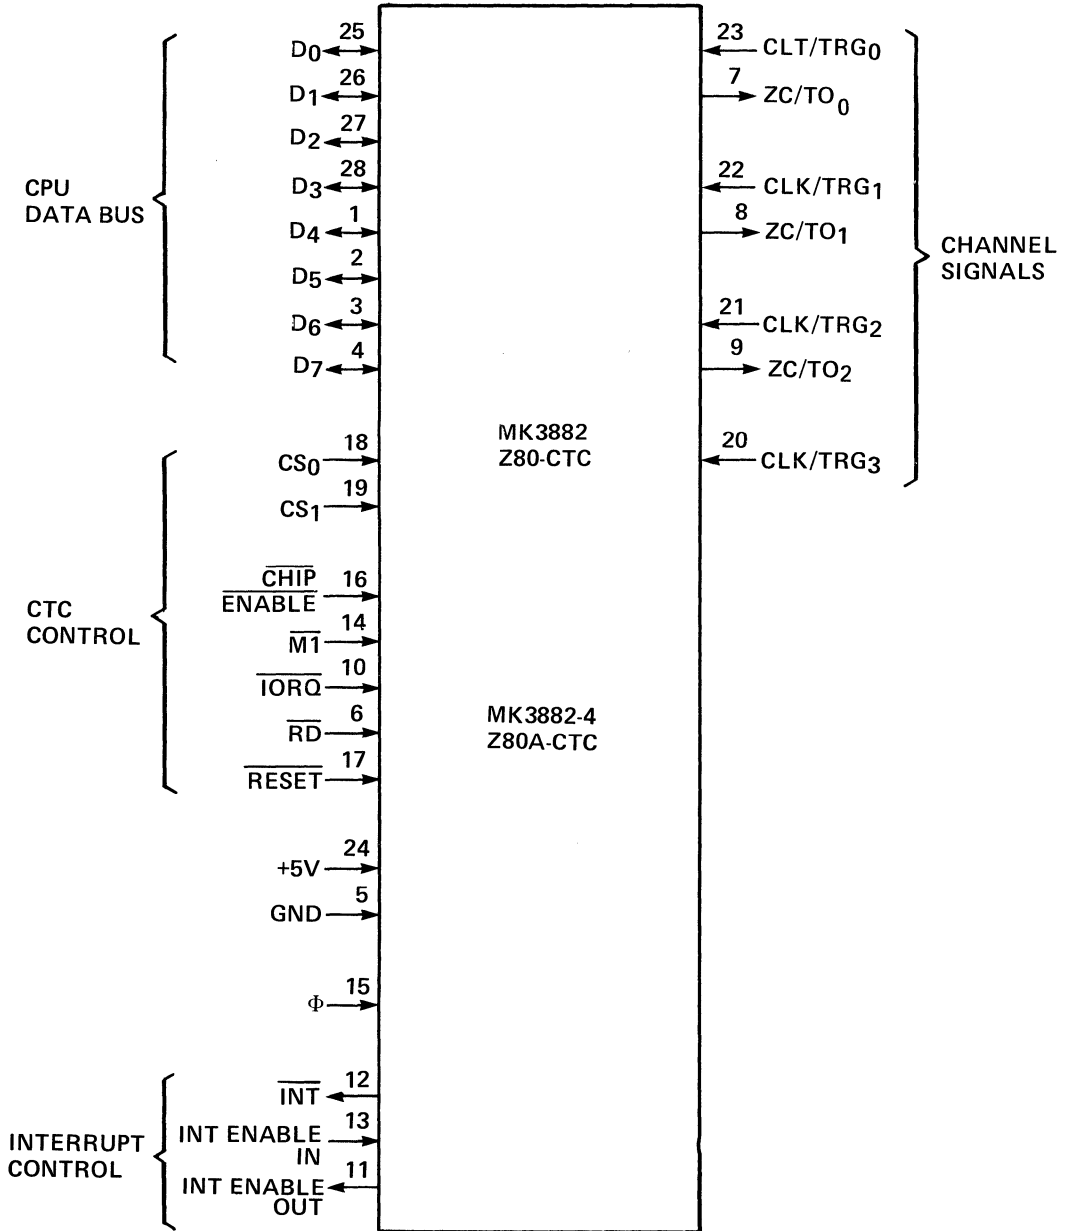 CPU
DATA BUS
D0 25
D1 26
D2 27
D3 28
D4 1
D5 2
D6 3
D7 4
CTC
CONTROL
CS0 18
CS1 19
CHIP
ENABLE 16
M1 14
IORQ 10
RD 6
RESET 17
+5V 24
GND 5
Φ 15
INTERRUPT
CONTROL
INT 12
INT ENABLE
IN 13
INT ENABLE
OUT 11
MK3882
Z80-CTC
MK3882-4
Z80A-CTC
23 CLT/TRG0
7 ZC/TO0
22 CLK/TRG1
8 ZC/TO1
21 CLK/TRG2
9 ZC/TO2
20 CLK/TRG3
CHANNEL
SIGNALS